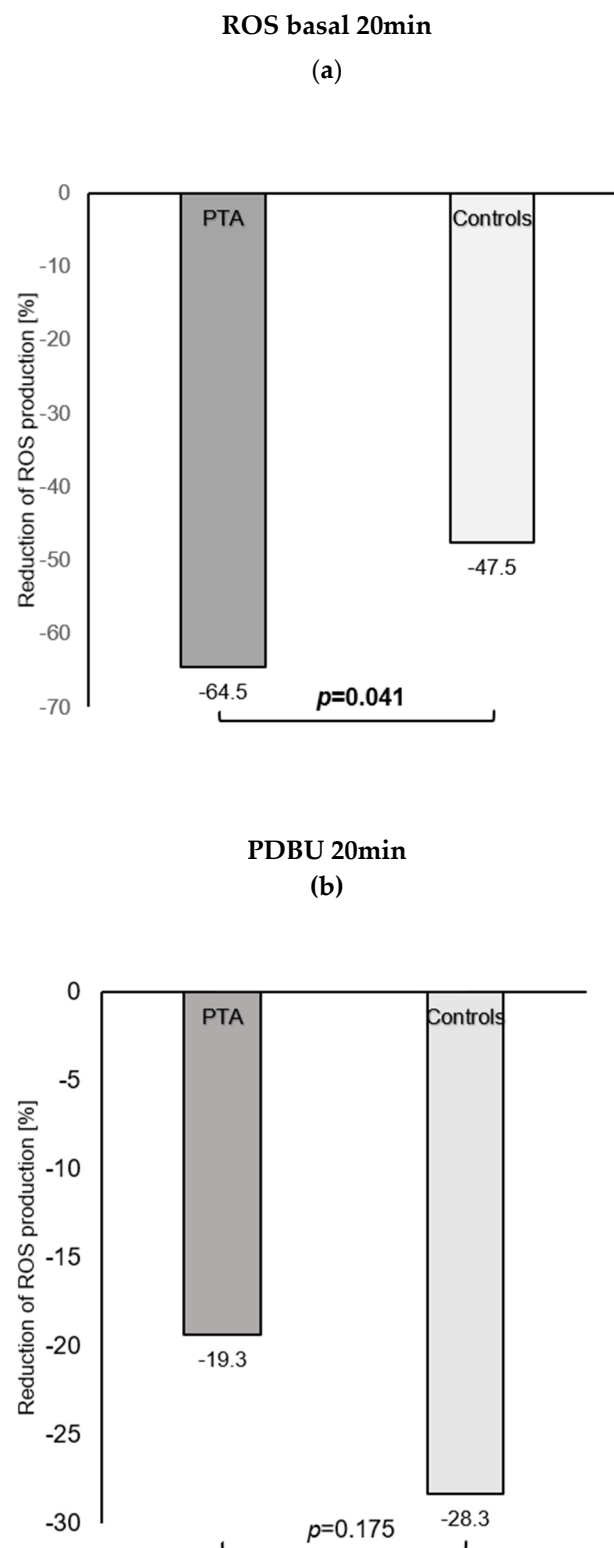 ROS basal 20min
(a)
0
PTA
Controls
-10
-20
-30
-40
-50
-60
-70
Reduction of ROS production [%]
-47.5
-64.5
p=0.041
PDBU 20min
(b)
0
PTA
Controls
-5
-10
-15
-20
-25
-30
Reduction of ROS production [%]
-19.3
-28.3
p=0.175